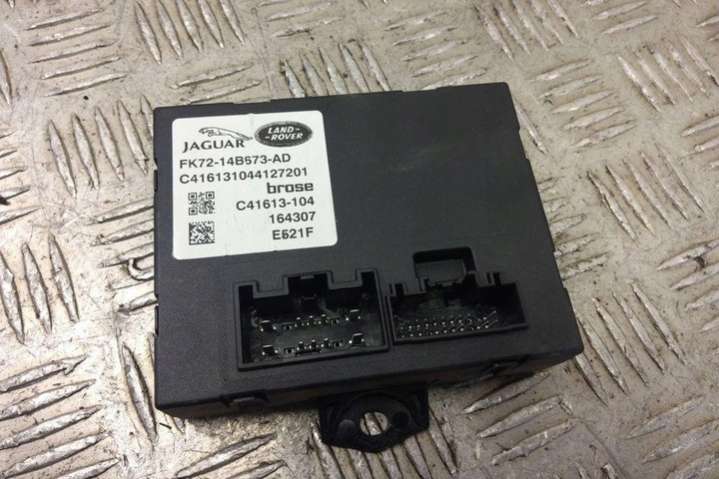 JAGUAR
LAND-
ROVER
FK72-14B673-AD
C416131044127201
brose
C41613-104
164307
E521F